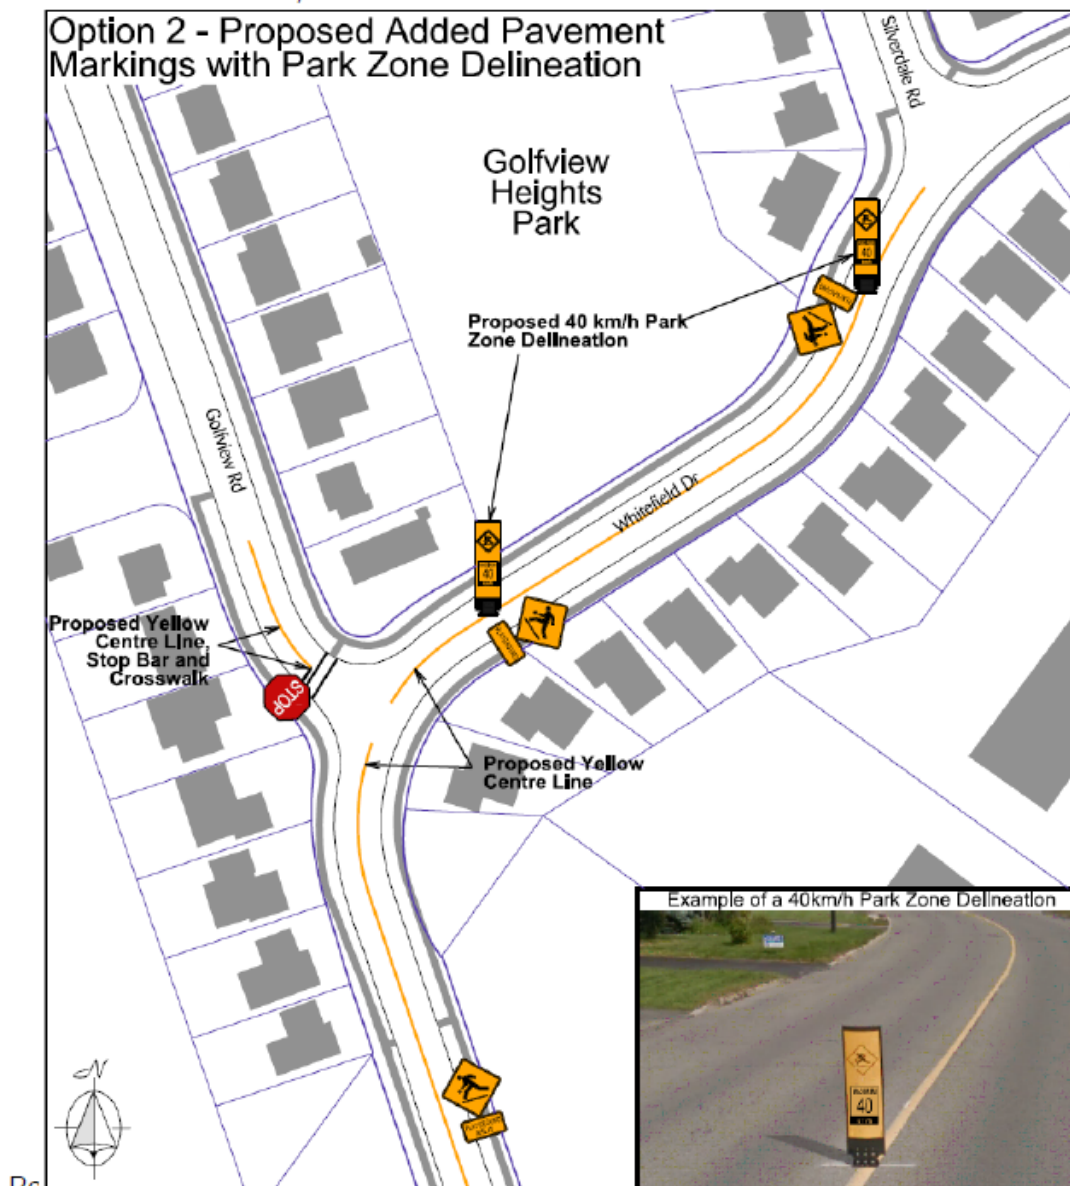 Option 2 - Proposed Added Pavement
Markings with Park Zone Delineation
Silverdale Rd
Golfview
Heights
Park
40
Proposed 40 km/h Park
Zone Delineation
Golfview Rd
Whitefield Dr
40
Proposed Yellow
Centre Line,
Stop Bar and
Crosswalk
STOP
Proposed Yellow
Centre Line
Example of a 40km/h Park Zone Delineation
40
N